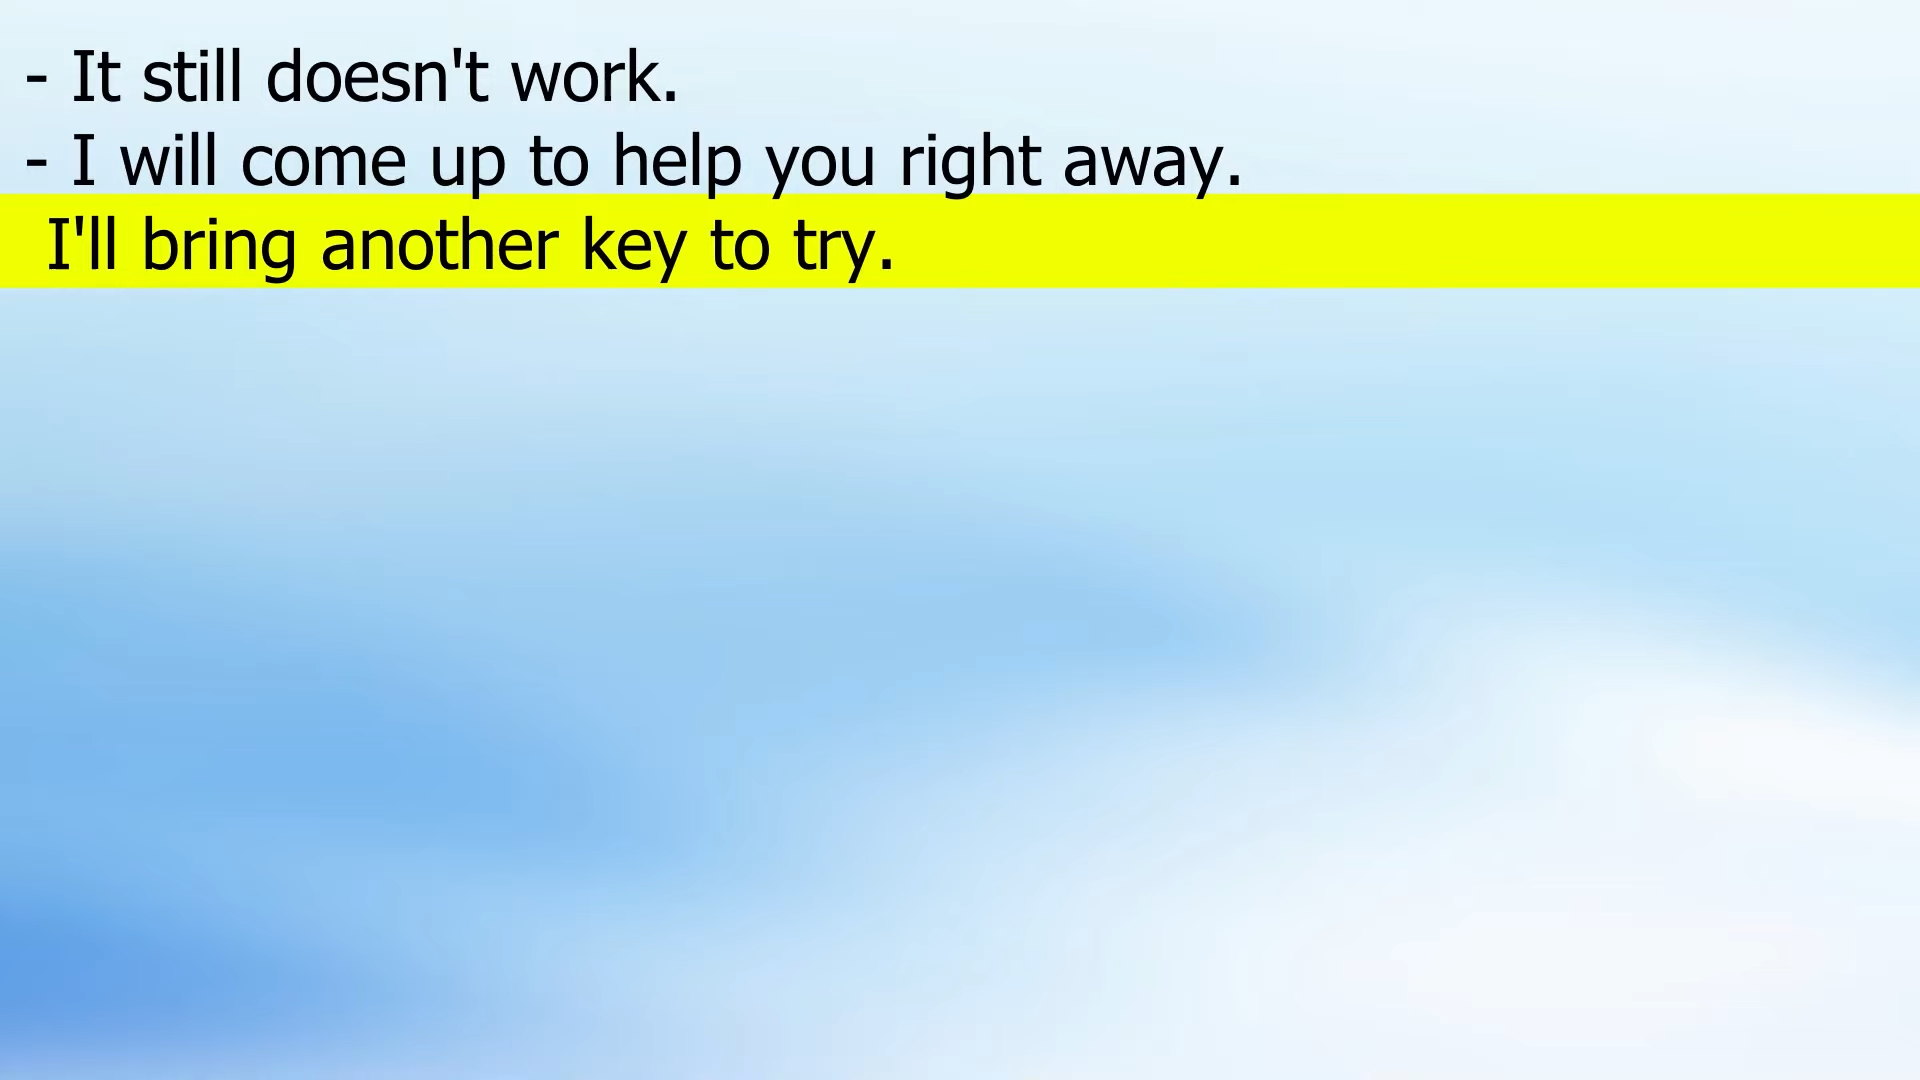 - It still doesn't work.
- I will come up to help you right away.
I'll bring another key to try.